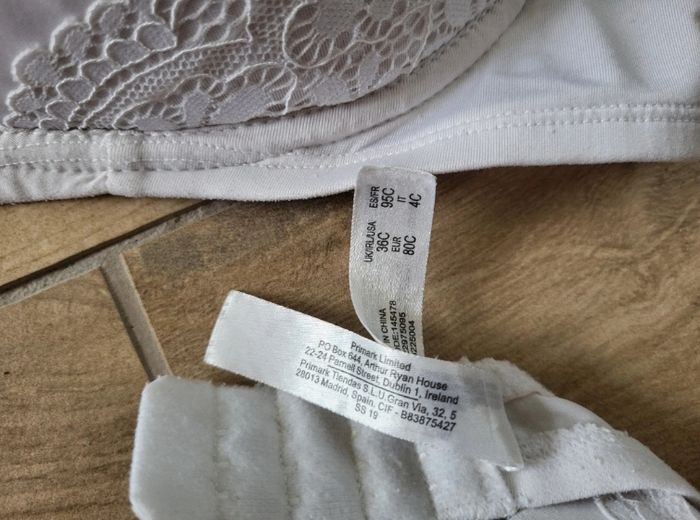 UK/IRL/USA
36C
EUR
80C
ES/FR
95C
IT
4C
IN CHINA
145478
Primark Limited
PO Box 644, Arthur Ryan House
22-24 Parnell Street, Dublin 1, Ireland
Primark Tiendas S.L.U. Gran Via, 32, 5
28013 Madrid, Spain. CIF - B83875427
SS 19